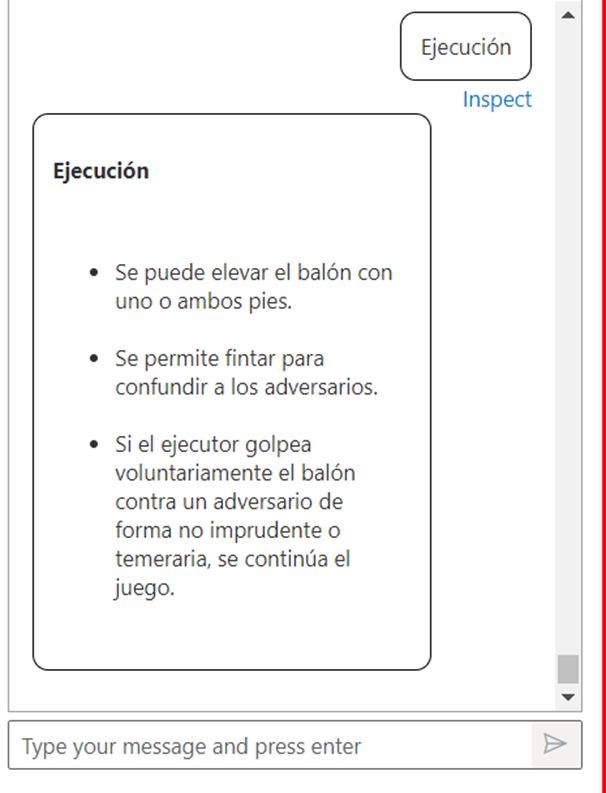 Ejecución
Inspect
Ejecución
• Se puede elevar el balón con
uno o ambos pies.
• Se permite fintar para
confundir a los adversarios.
• Si el ejecutor golpea
voluntariamente el balón
contra un adversario de
forma no imprudente o
temeraria, se continúa el
juego.
Type your message and press enter